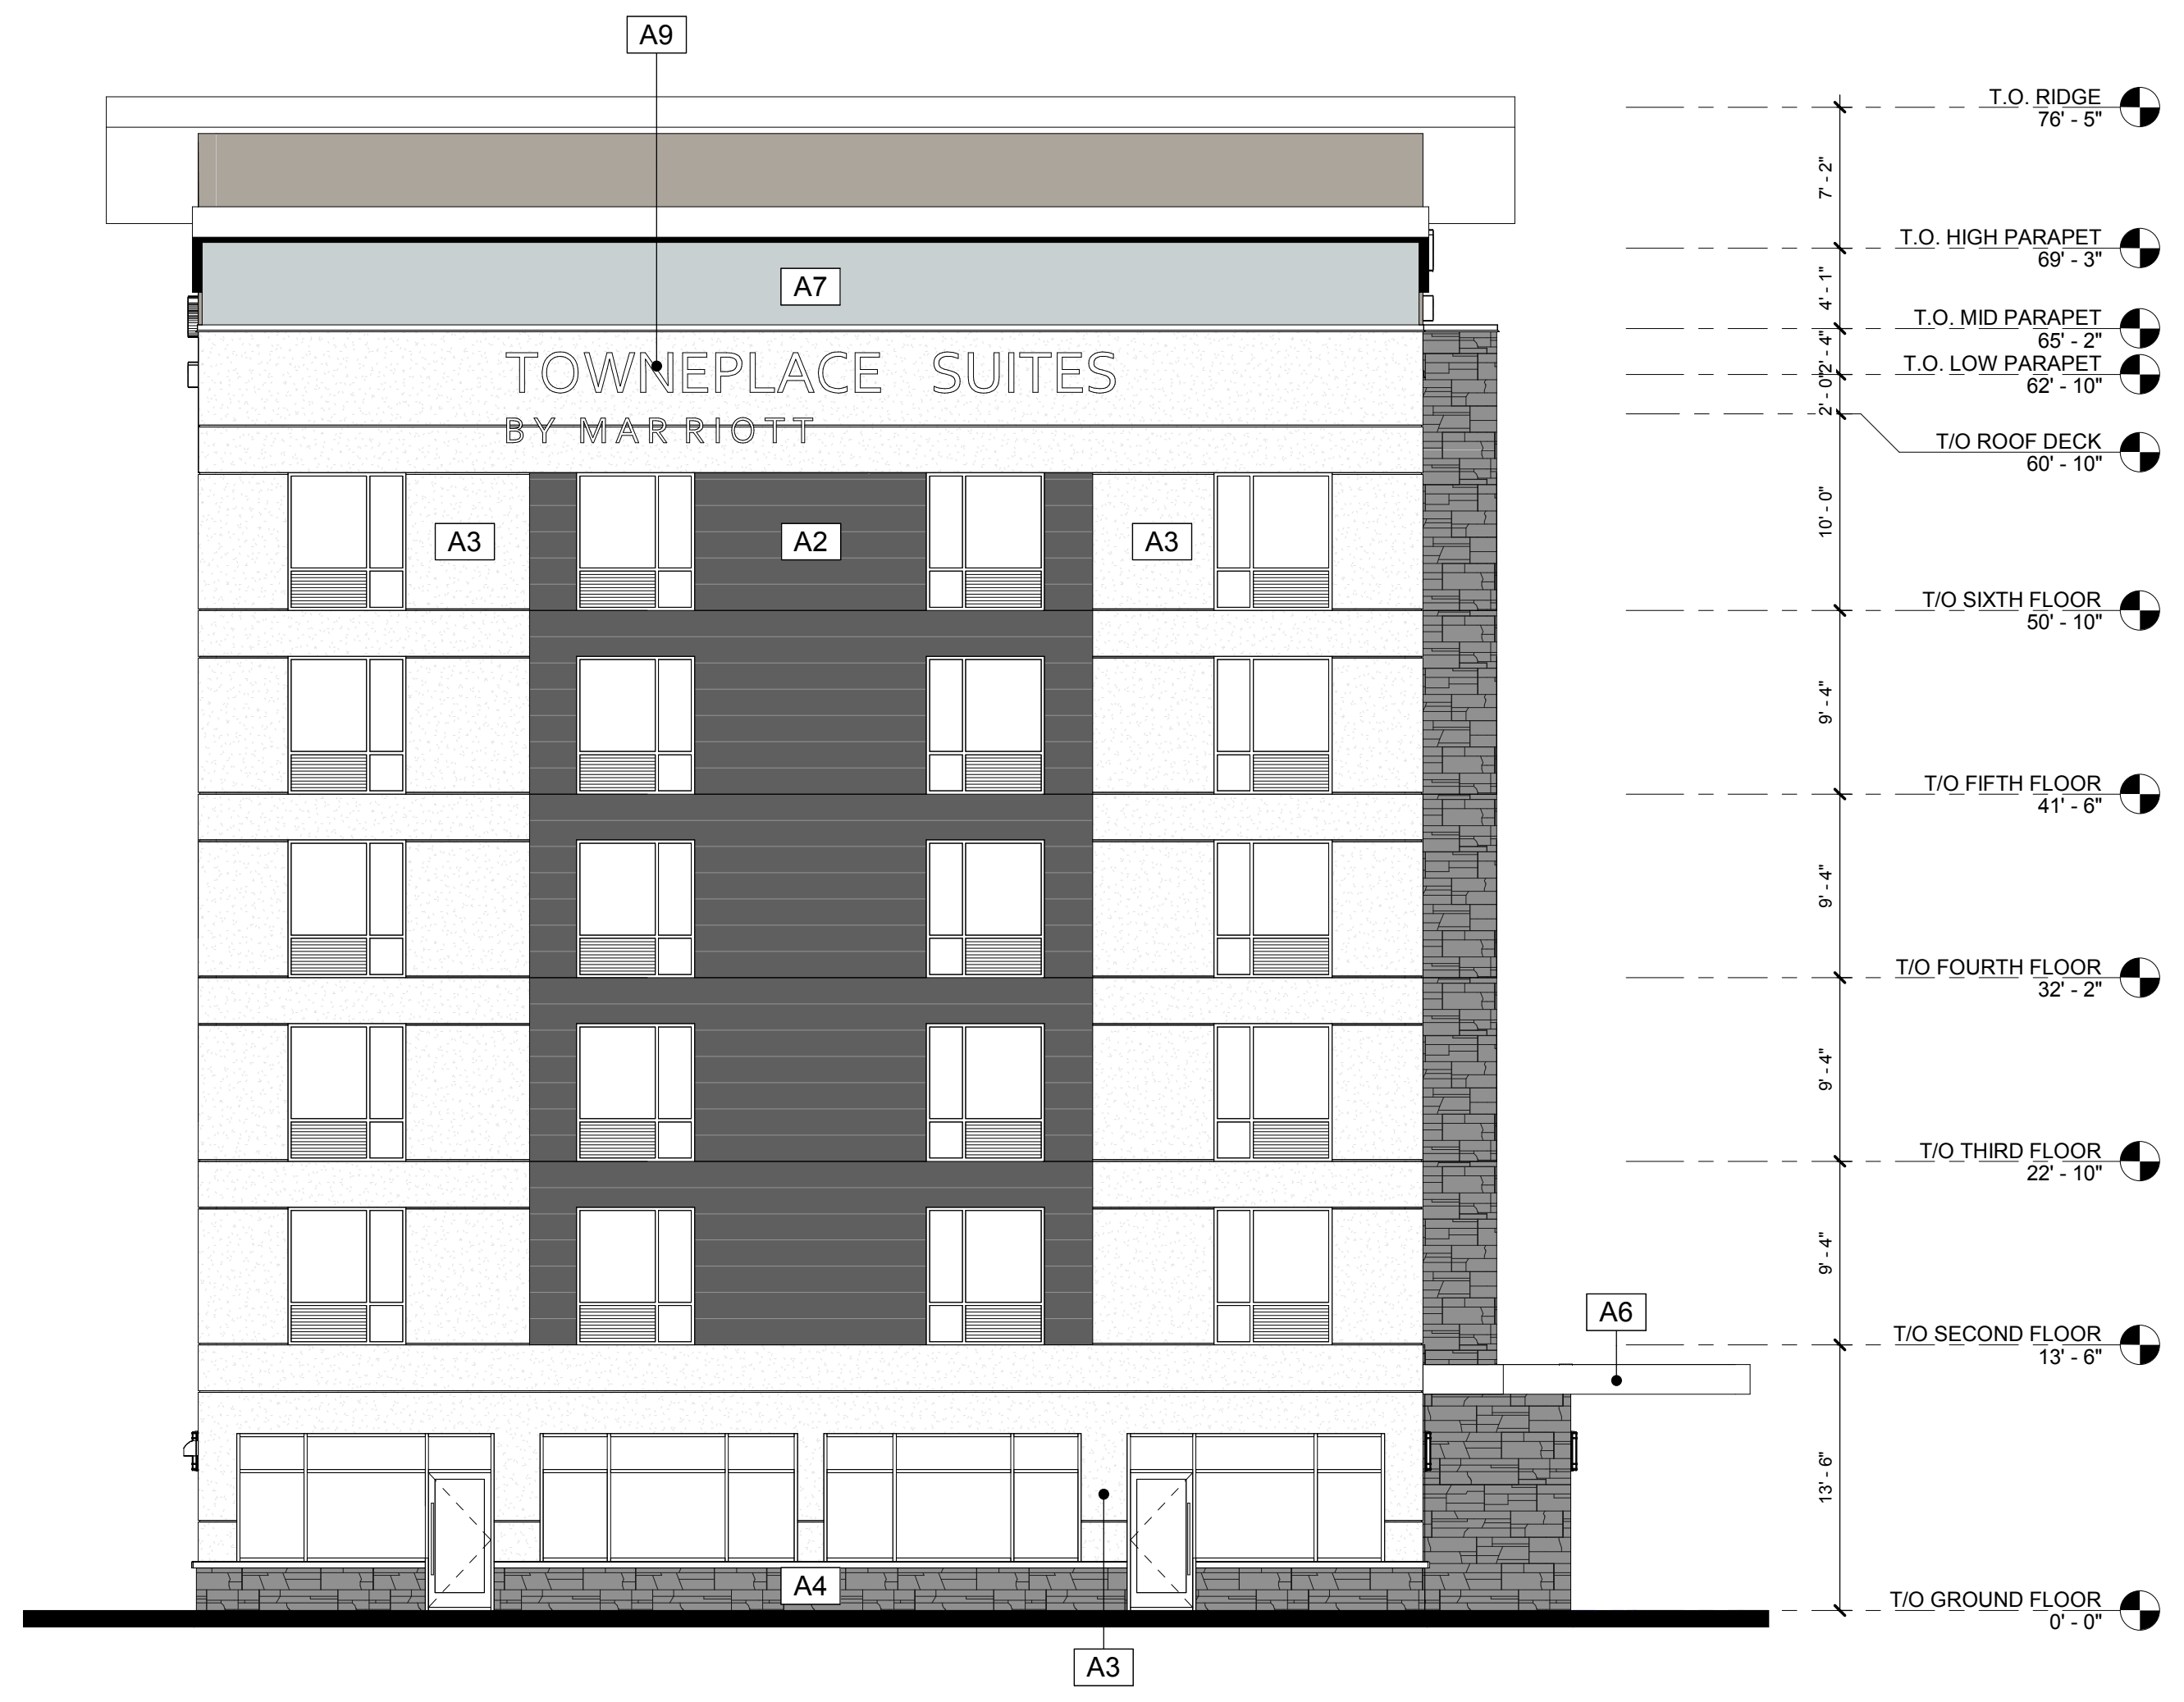 A9
T.O. RIDGE
76' - 5"
7' - 2"
T.O. HIGH PARAPET
69' - 3"
A7
4' - 1"
T.O. MID PARAPET
65' - 2"
2' - 4"
TOWNEPLACE SUITES
T.O. LOW PARAPET
62' - 10"
2' - 0"
BY MARRIOTT
T/O ROOF DECK
60' - 10"
10' - 0"
A3
A2
A3
T/O SIXTH FLOOR
50' - 10"
9' - 4"
T/O FIFTH FLOOR
41' - 6"
9' - 4"
T/O FOURTH FLOOR
32' - 2"
9' - 4"
T/O THIRD FLOOR
22' - 10"
9' - 4"
A6
T/O SECOND FLOOR
13' - 6"
13' - 6"
A4
T/O GROUND FLOOR
0' - 0"
A3